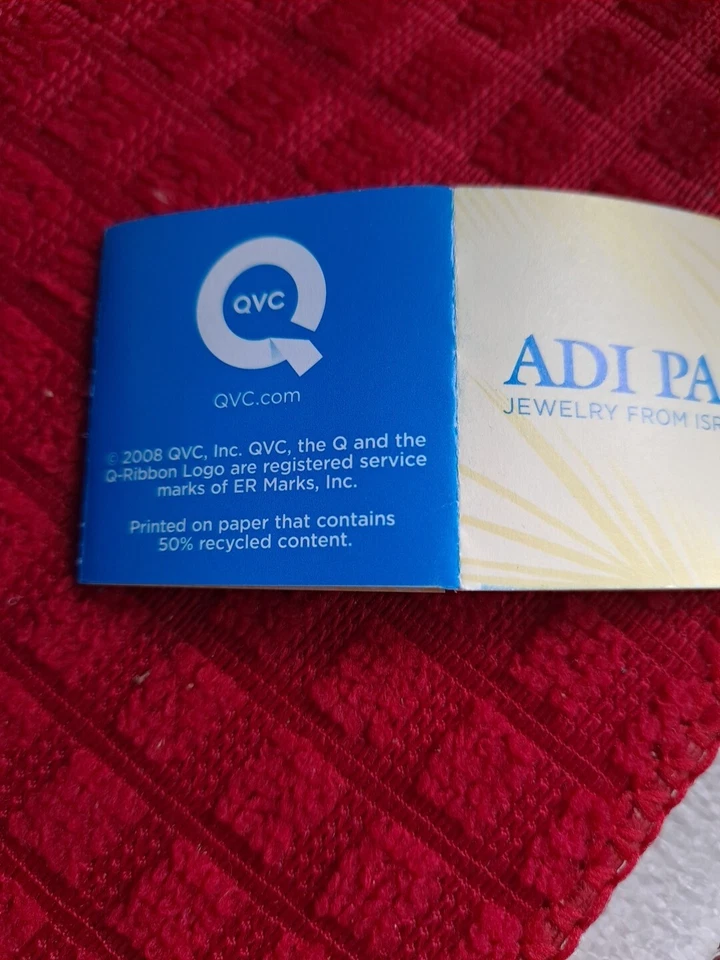 QVC
QVC.com
© 2008 QVC, Inc. QVC, the Q and the
Q-Ribbon Logo are registered service
marks of ER Marks, Inc.
Printed on paper that contains
50% recycled content.
ADI PA
JEWELRY FROM ISR